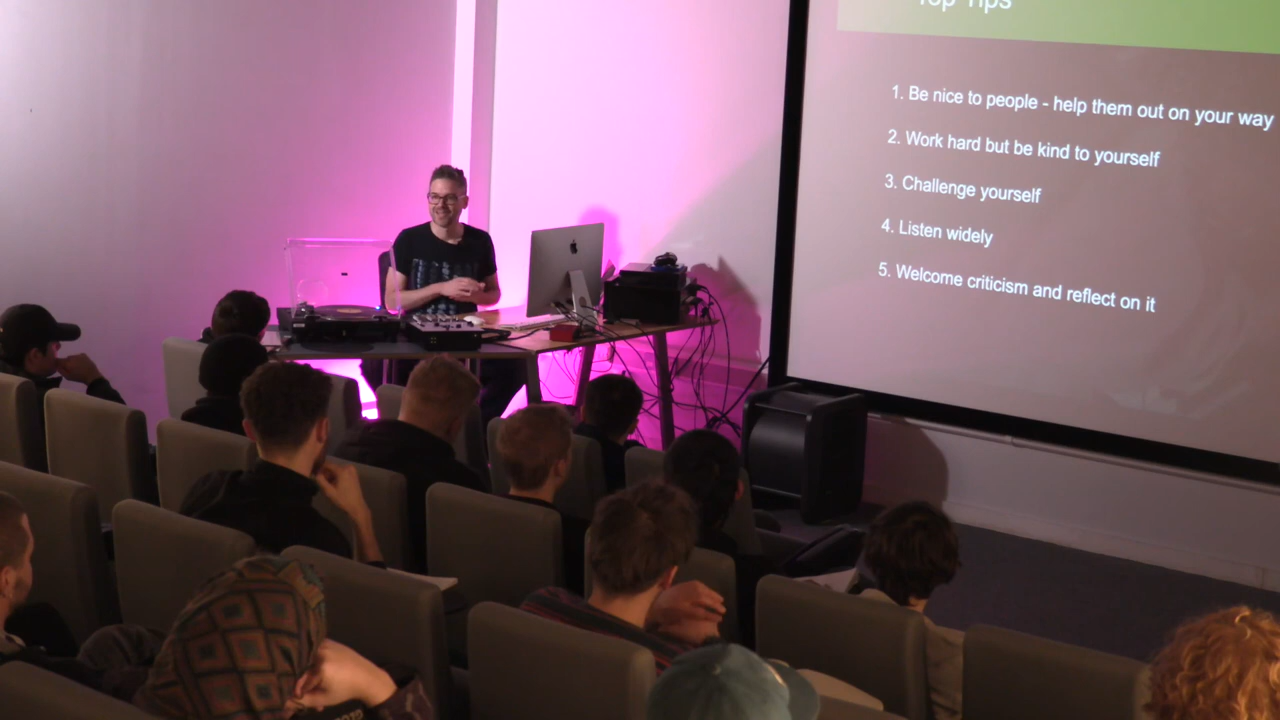 Top Tips
1. Be nice to people - help them out on your way
2. Work hard but be kind to yourself
3. Challenge yourself
4. Listen widely
5. Welcome criticism and reflect on it